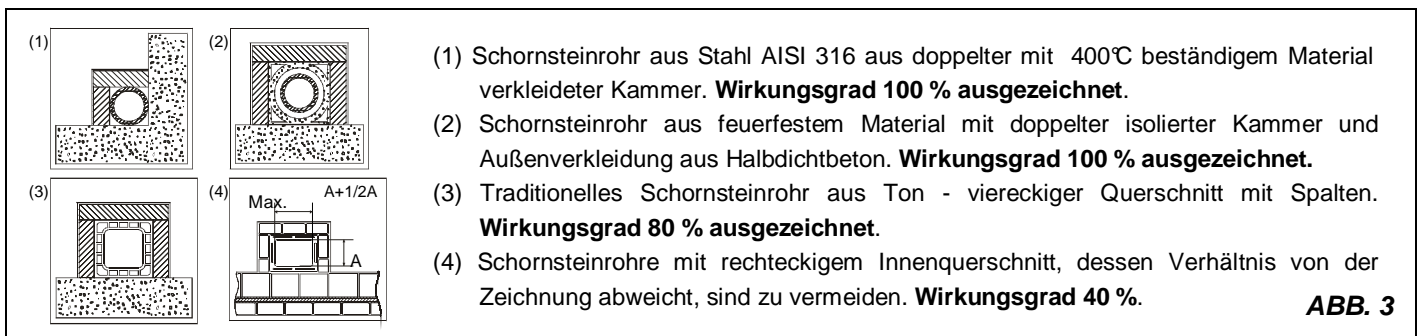 (1)
(2)
(3)
(4)
Max.
A+1/2A
A
(1) Schornsteinrohr aus Stahl AISI 316 aus doppelter mit 400℃ beständigem Material
verkleideter Kammer. Wirkungsgrad 100 % ausgezeichnet.
(2) Schornsteinrohr aus feuerfestem Material mit doppelter isolierter Kammer und
Außenverkleidung aus Halbdichtbeton. Wirkungsgrad 100 % ausgezeichnet.
(3) Traditionelles Schornsteinrohr aus Ton - viereckiger Querschnitt mit Spalten.
Wirkungsgrad 80 % ausgezeichnet.
(4) Schornsteinrohre mit rechteckigem Innenquerschnitt, dessen Verhältnis von der
Zeichnung abweicht, sind zu vermeiden. Wirkungsgrad 40 %.
ABB. 3